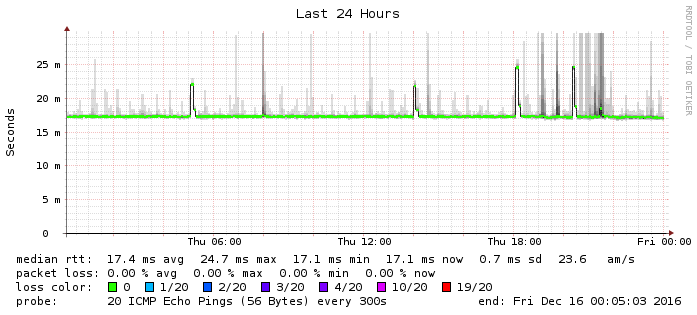 Last 24 Hours
RRDTOOL / TOBI OETIKER
Seconds
25 m
20 m
15 m
10 m
5 m
0
Thu 06:00 Thu 12:00 Thu 18:00 Fri 00:00
median rtt: 17.4 ms avg 24.7 ms max 17.1 ms min 17.1 ms now 0.7 ms sd 23.6 am/s
packet loss: 0.00 % avg 0.00 % max 0.00 % min 0.00 % now
loss color: 0 1/20 2/20 3/20 4/20 10/20 19/20
probe: 20 ICMP Echo Pings (56 Bytes) every 300s end: Fri Dec 16 00:05:03 2016